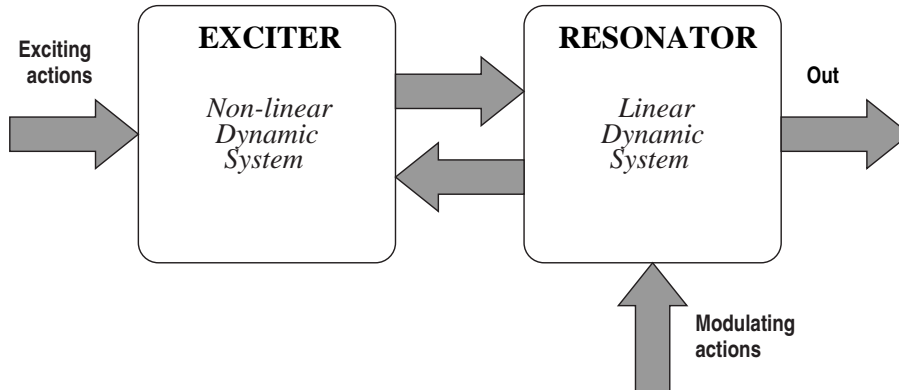 EXCITER
RESONATOR
Exciting
actions
Non-linear
Dynamic
System
Linear
Dynamic
System
Out
Modulating
actions